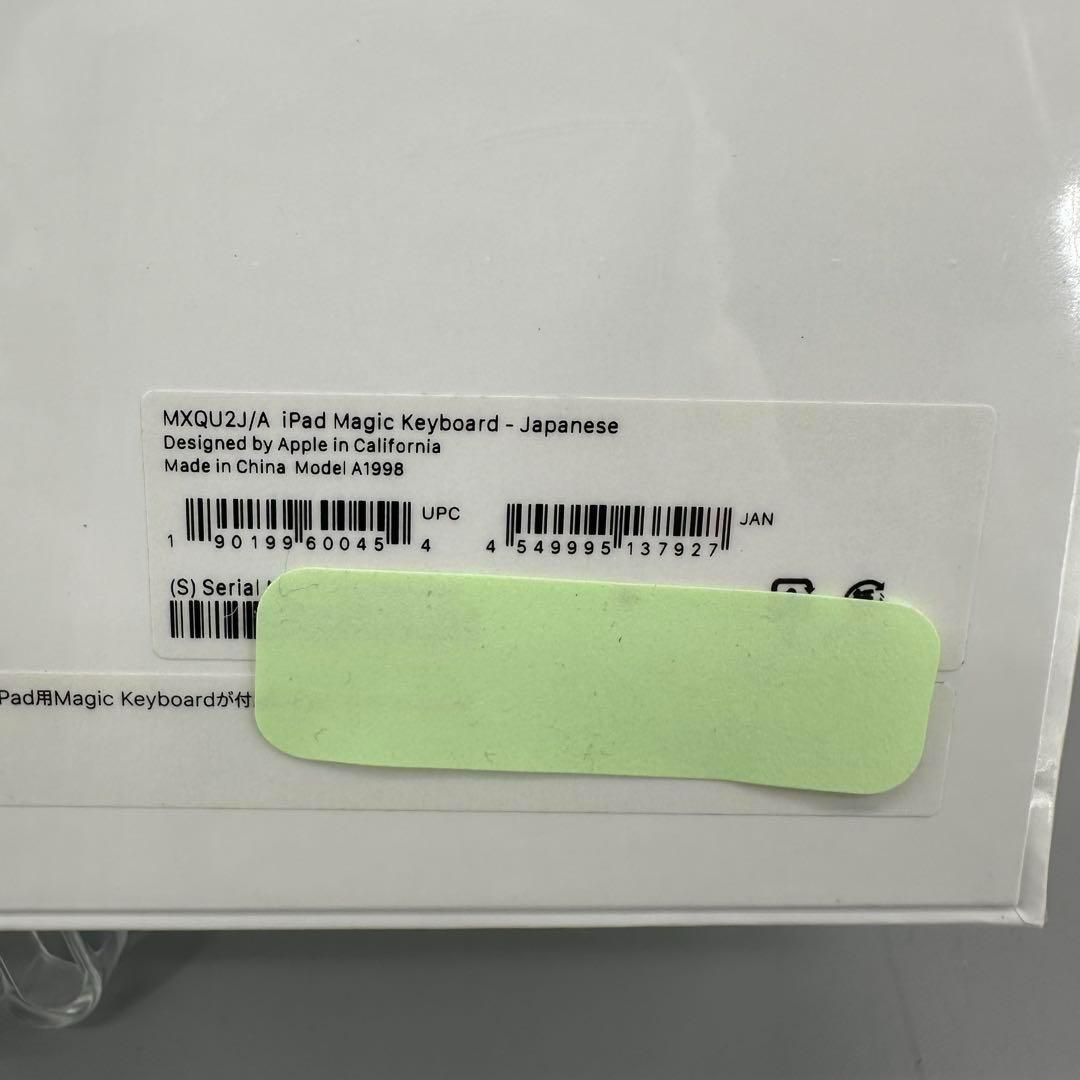 MXQU2J/A iPad Magic Keyboard - Japanese
Designed by Apple in California
Made in China Model A1998
1 90199 60045 4 UPC
4 549995 137927 JAN
(S) Serial
Pad用Magic Keyboardが付